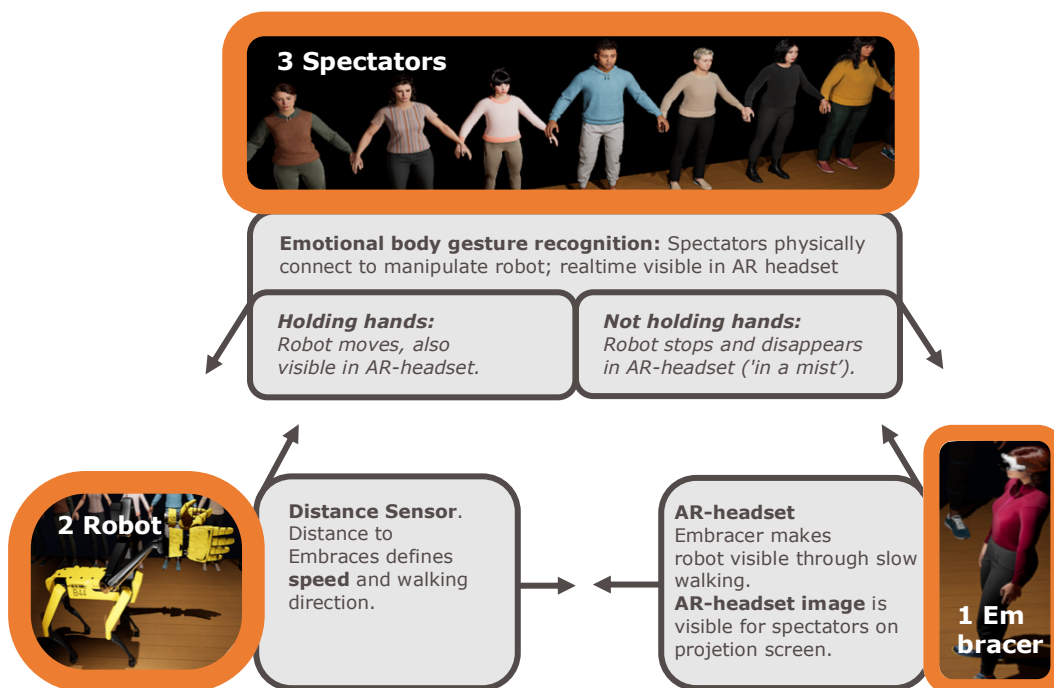 3 Spectators
Emotional body gesture recognition: Spectators physically
connect to manipulate robot; realtime visible in AR headset
Holding hands:
Robot moves, also
visible in AR-headset.
Not holding hands:
Robot stops and disappears
in AR-headset ('in a mist’).
2 Robot
Distance Sensor.
Distance to
Embraces defines
speed and walking
direction.
AR-headset
Embracer makes
robot visible through slow
walking.
AR-headset image is
visible for spectators on
projetion screen.
1 Em
bracer